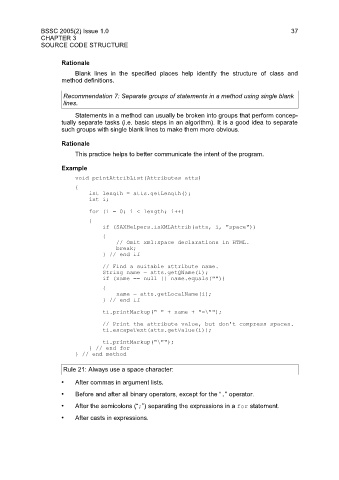 BSSC 2005(2) Issue 1.0 37
CHAPTER 3
SOURCE CODE STRUCTURE
Rationale
Blank lines in the specified places help identify the structure of class and
method definitions.
Recommendation 7: Separate groups of statements in a method using single blank
lines.
Statements in a method can usually be broken into groups that perform concep-
tually separate tasks (i.e. basic steps in an algorithm). It is a good idea to separate
such groups with single blank lines to make them more obvious.
Rationale
This practice helps to better communicate the intent of the program.
Example
void printAttribList(Attributes atts)
{
int length = atts.getLength();
int i;
for (i = 0; i < length; i++)
{
if (SAXHelpers.isXMLAttrib(atts, i, "space"))
{
// Omit xml:space declarations in HTML.
break;
} // end if
// Find a suitable attribute name.
String name = atts.getQName(i);
if (name == null || name.equals(""))
{
name = atts.getLocalName(i);
} // end if
ti.printMarkup(" " + name + "=\"");
// Print the attribute value, but don't compress spaces.
ti.escapeText(atts.getValue(i));
ti.printMarkup("\"");
} // end for
} // end method
Rule 21: Always use a space character:
• After commas in argument lists.
• Before and after all binary operators, except for the "." operator.
• After the semicolons (";") separating the expressions in a for statement.
• After casts in expressions.